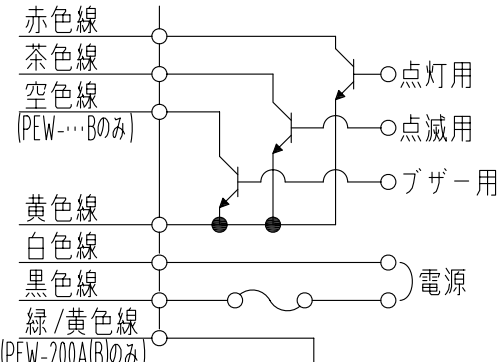 赤色線
茶色線
点灯用
空色線
(PEW-…Bのみ)
点滅用
ブザー用
黄色線
白色線
電源
黒色線
緑/黄色線
(PEW-200A(B)のみ)